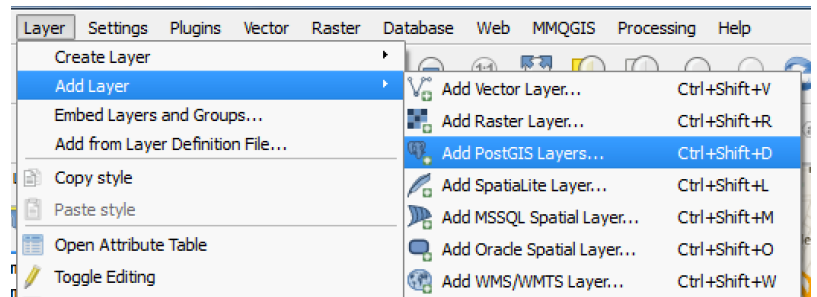 Layer Settings Plugins Vector Raster Database Web MMQGIS Processing Help
Create Layer
Add Layer
Embed Layers and Groups...
Add from Layer Definition File...
Copy style
Paste style
Open Attribute Table
Toggle Editing
Add Vector Layer... Ctrl+Shift+V
Add Raster Layer... Ctrl+Shift+R
Add PostGIS Layers... Ctrl+Shift+D
Add SpatiaLite Layer... Ctrl+Shift+L
Add MSSQL Spatial Layer... Ctrl+Shift+M
Add Oracle Spatial Layer... Ctrl+Shift+O
Add WMS/WMTS Layer... Ctrl+Shift+W